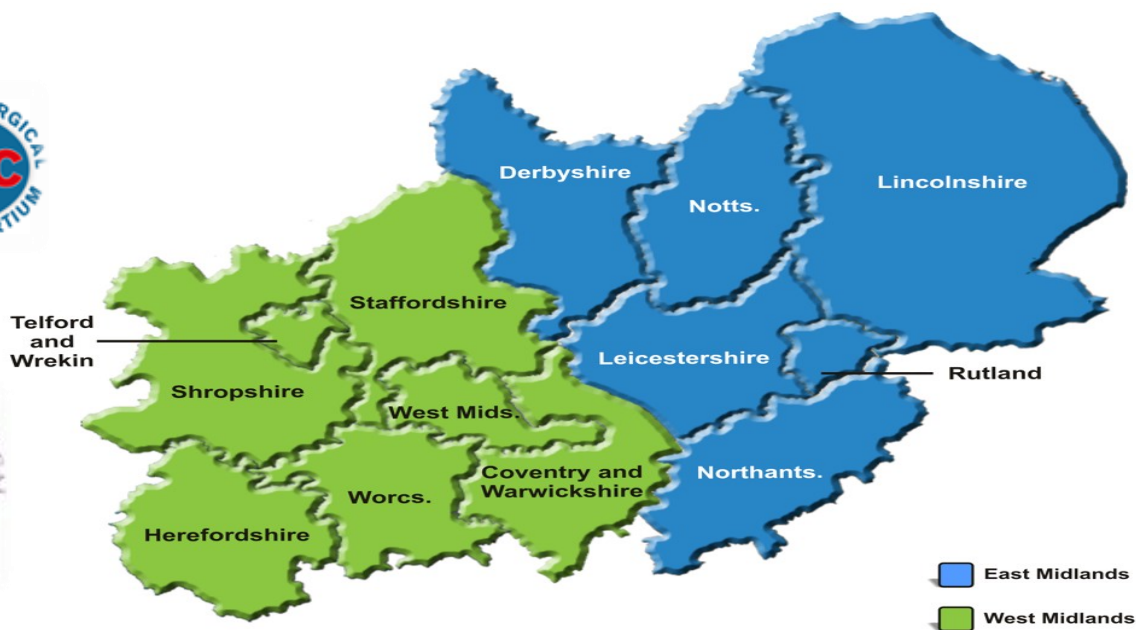 Derbyshire
Notts.
Lincolnshire
Staffordshire
Telford
and
Wrekin
Leicestershire
Rutland
Shropshire
West Mids.
Northants.
Coventry and
Warwickshire
Worcs.
Herefordshire
East Midlands
West Midlands